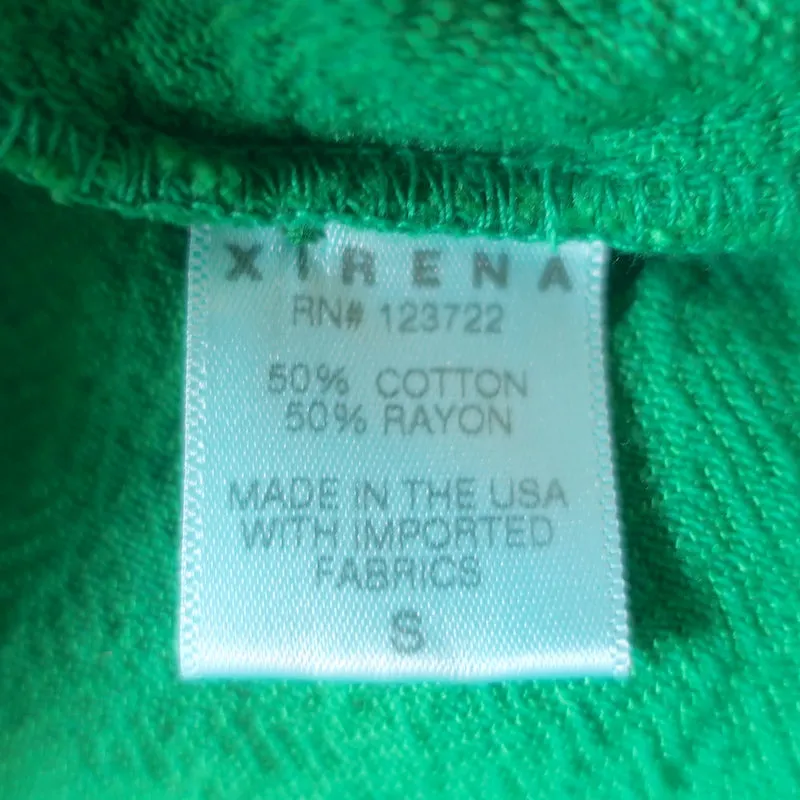 XIRENA
RN# 123722
50% COTTON
50% RAYON
MADE IN THE USA
WITH IMPORTED
FABRICS
S